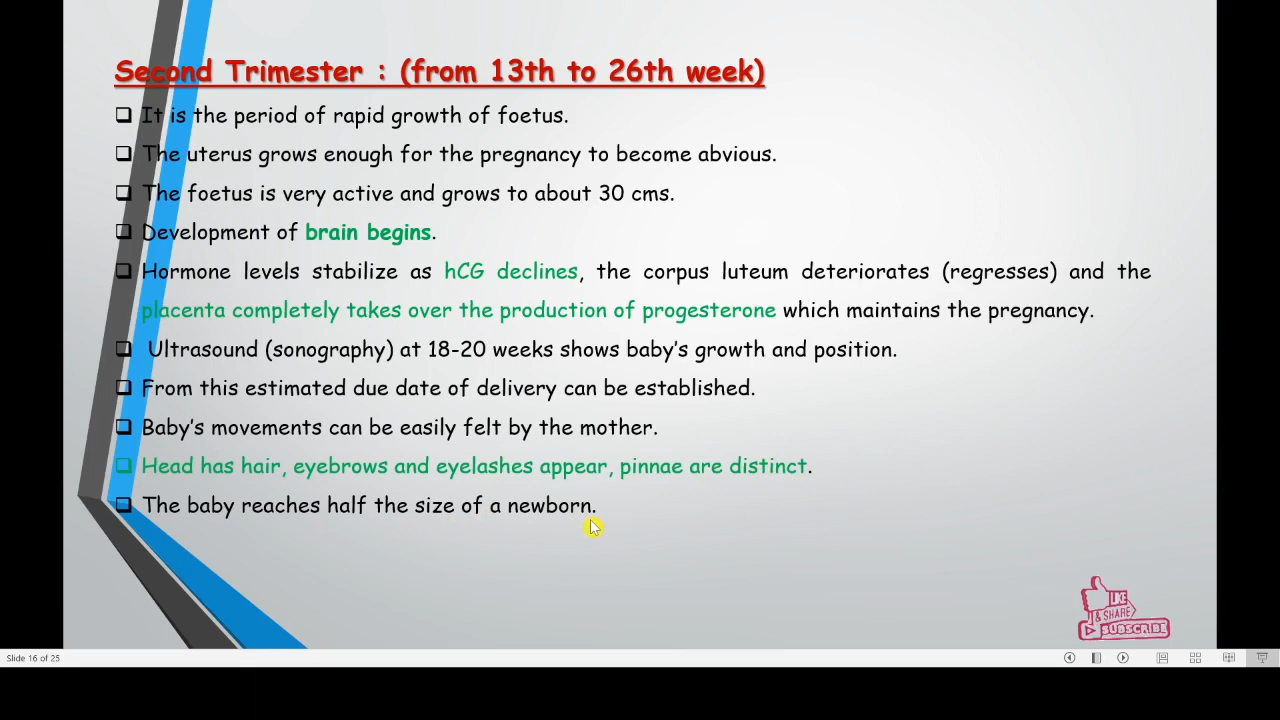 Second Trimester : (from 13th to 26th week)
It is the period of rapid growth of foetus.
The uterus grows enough for the pregnancy to become abvious.
The foetus is very active and grows to about 30 cms.
Development of brain begins.
Hormone levels stabilize as hCG declines, the corpus luteum deteriorates (regresses) and the
placenta completely takes over the production of progesterone which maintains the pregnancy.
Ultrasound (sonography) at 18-20 weeks shows baby's growth and position.
From this estimated due date of delivery can be established.
Baby's movements can be easily felt by the mother.
Head has hair, eyebrows and eyelashes appear, pinnae are distinct.
The baby reaches half the size of a newborn.
LIKE
& SHARE
SUBSCRIBE
Slide 16 of 25